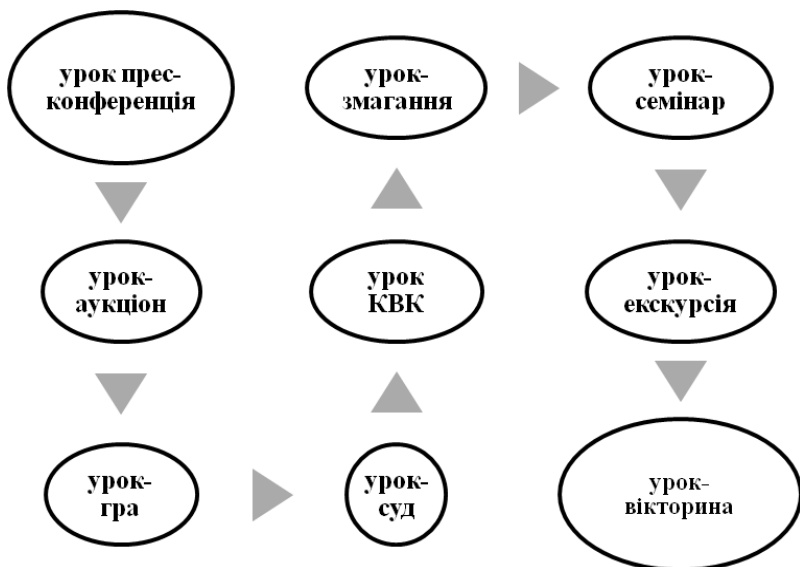 урок прес-
конференція
урок-
аукціон
урок-
гра
урок-
суд
урок
КВК
урок-
змагання
урок-
семінар
урок-
екскурсія
урок-
вікторина